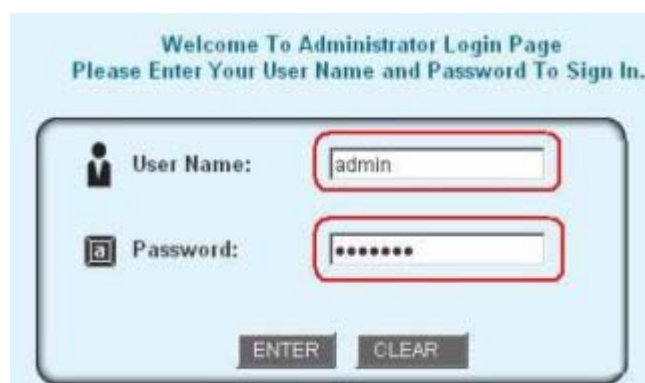 Welcome To Administrator Login Page
Please Enter Your User Name and Password To Sign In.
User Name:
admin
a
Password:
•••••••
ENTER
CLEAR